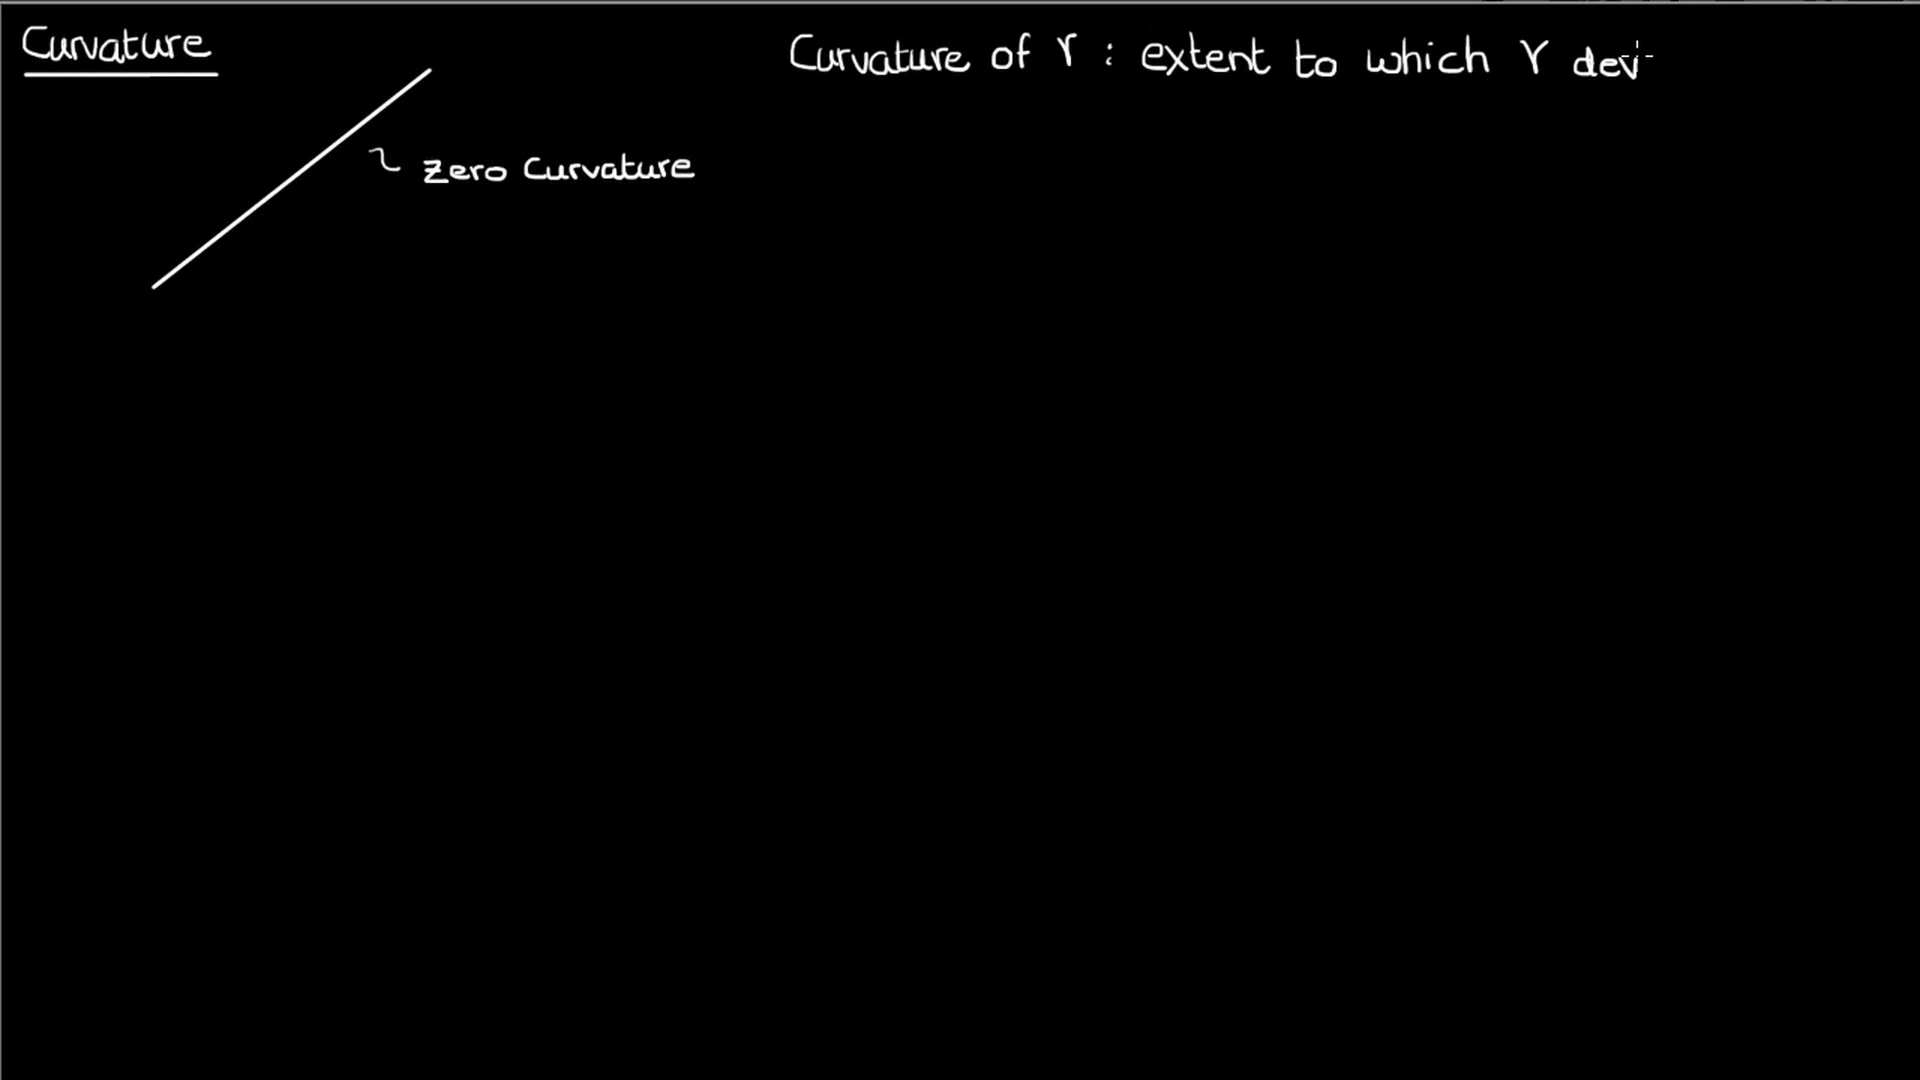 Curvature
Curvature of γ : extent to which γ dev
~ Zero Curvature